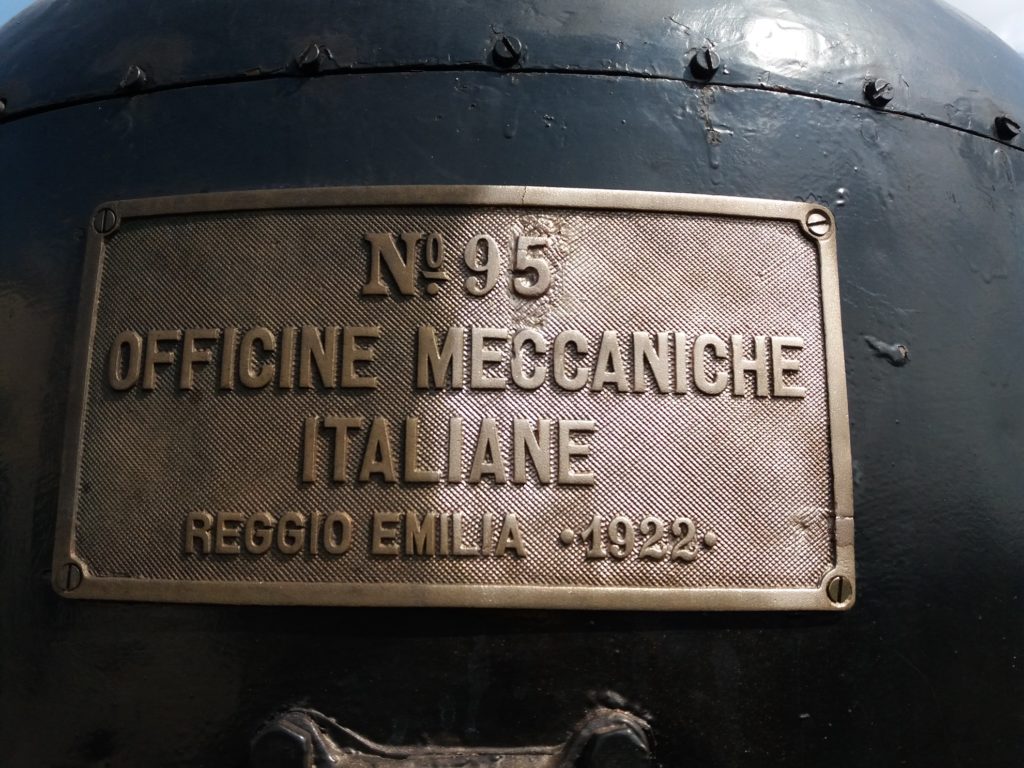 Nº 95
OFFICINE MECCANICHE
ITALIANE
REGGIO EMILIA ·1922·